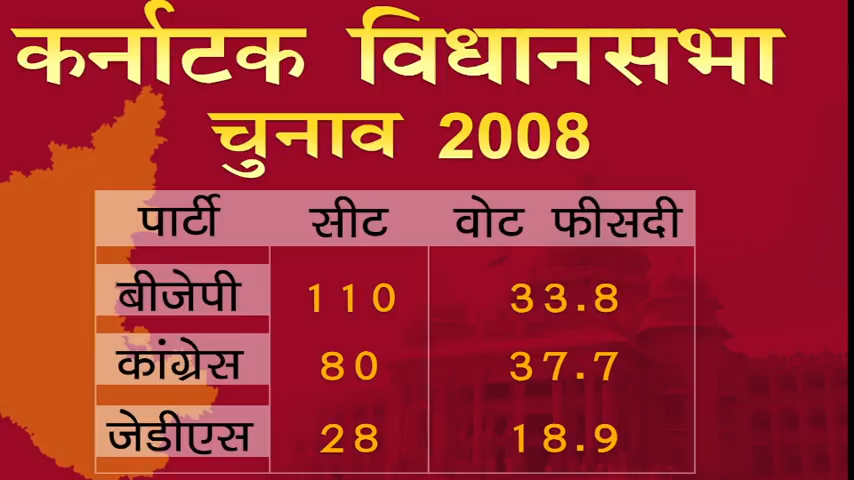 कर्नाटक विधानसभा
चुनाव 2008
पार्टी सीट वोट फीसदी
बीजेपी 110 33.8
कांग्रेस 80 37.7
जेडीएस 28 18.9